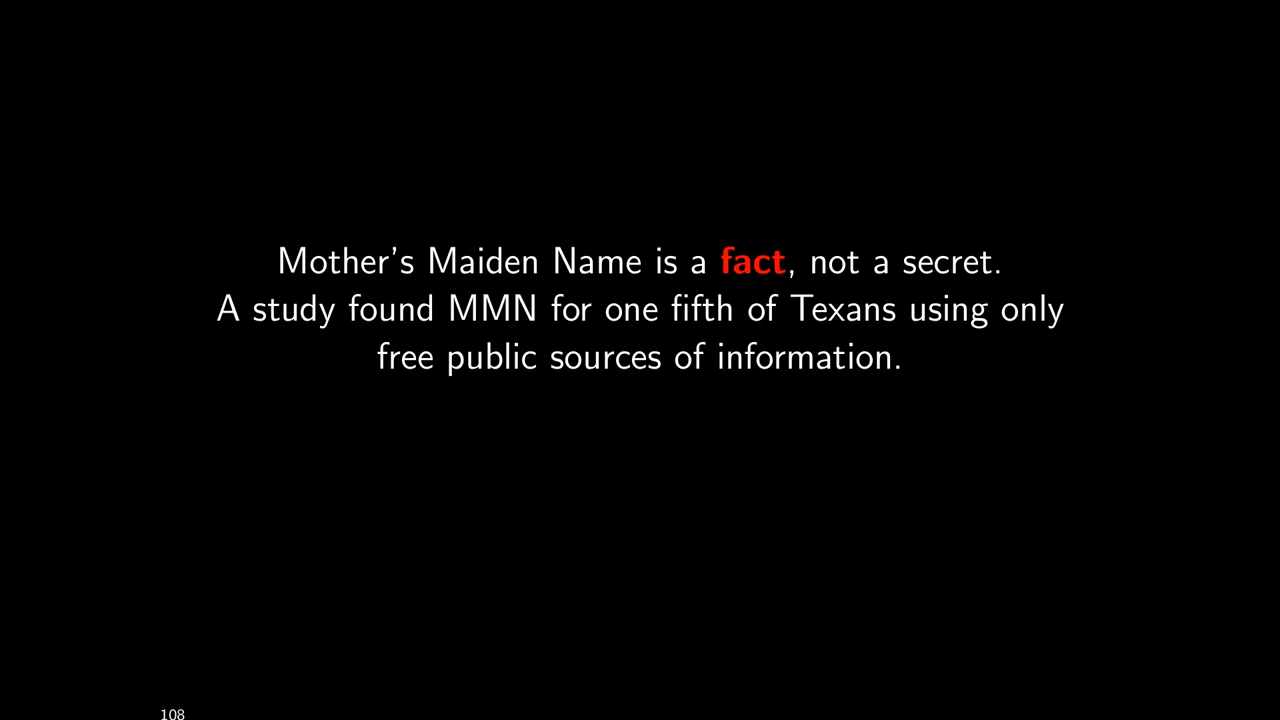 Mother's Maiden Name is a fact, not a secret.
A study found MMN for one fifth of Texans using only
free public sources of information.
108